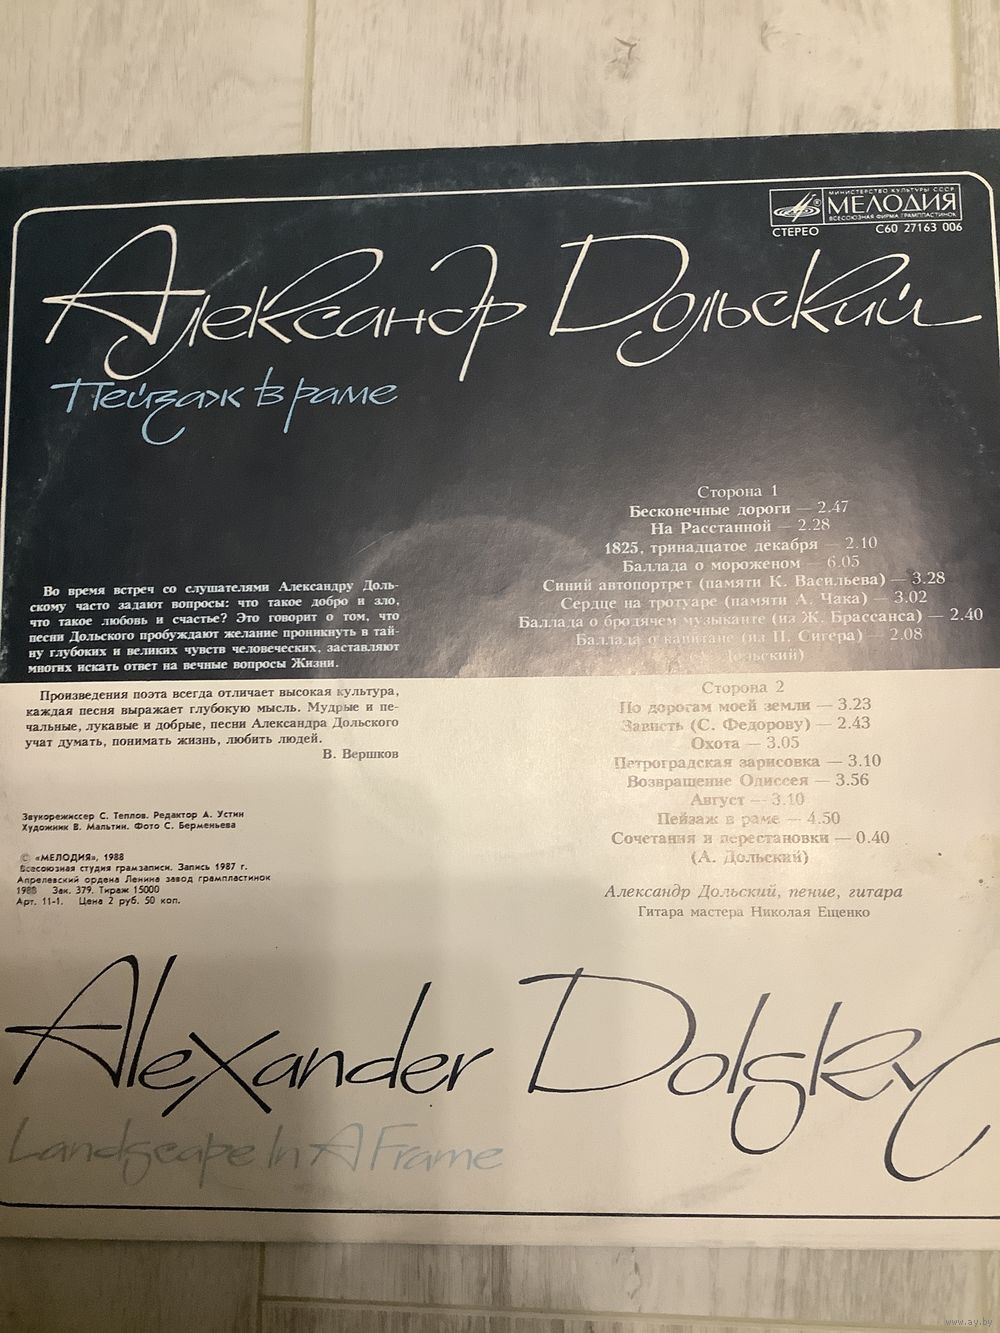 МИНИСТЕРСТВО КУЛЬТУРЫ СССР
МЕЛОДИЯ
ВСЕСОЮЗНАЯ ФИРМА ГРАМПЛАСТИНОК
СТЕРЕО
С60 27163 006
Александр Дольский
Пейзаж в раме
Сторона 1
Бесконечные дороги — 2.47
На Расстанной — 2.28
1825, тринадцатое декабря — 2.10
Баллада о мороженом — 6.05
Синий автопортрет (памяти К. Васильева) — 3.28
Сердце на тротуаре (памяти А. Чака) — 3.02
Баллада о бродячем музыканте (из Ж. Брассанса) — 2.40
Баллада о капитане (из П. Сигера) — 2.08
Дольский)
Во время встреч со слушателями Александру Доль-
скому часто задают вопросы: что такое добро и зло,
что такое любовь и счастье? Это говорит о том, что
песни Дольского пробуждают желание проникнуть в тай-
ну глубоких и великих чувств человеческих, заставляют
многих искать ответ на вечные вопросы Жизни.
Произведения поэта всегда отличает высокая культура,
каждая песня выражает глубокую мысль. Мудрые и пе-
чальные, лукавые и добрые, песни Александра Дольского
учат думать, понимать жизнь, любить людей.
В. Вершков
Сторона 2
По дорогам моей земли — 3.23
Зависть (С. Федорову) — 2.43
Охота — 3.05
Петроградская зарисовка — 3.10
Возвращение Одиссея — 3.56
Август — 3.10
Пейзаж в раме — 4.50
Сочетания и перестановки — 0.40
(А. Дольский)
Александр Дольский, пение, гитара
Гитара мастера Николая Ещенко
Звукорежиссер С. Теплов. Редактор А. Устин
Художник В. Мальтин. Фото С. Берменьева
© «МЕЛОДИЯ», 1988
Всесоюзная студия грамзаписи. Запись 1987 г.
Апрелевский ордена Ленина завод грампластинок
1988 Зак. 379. Тираж 15000
Арт. 11-1. Цена 2 руб. 50 коп.
Alexander Dolsky
Landscape In A Frame
www.ay.by